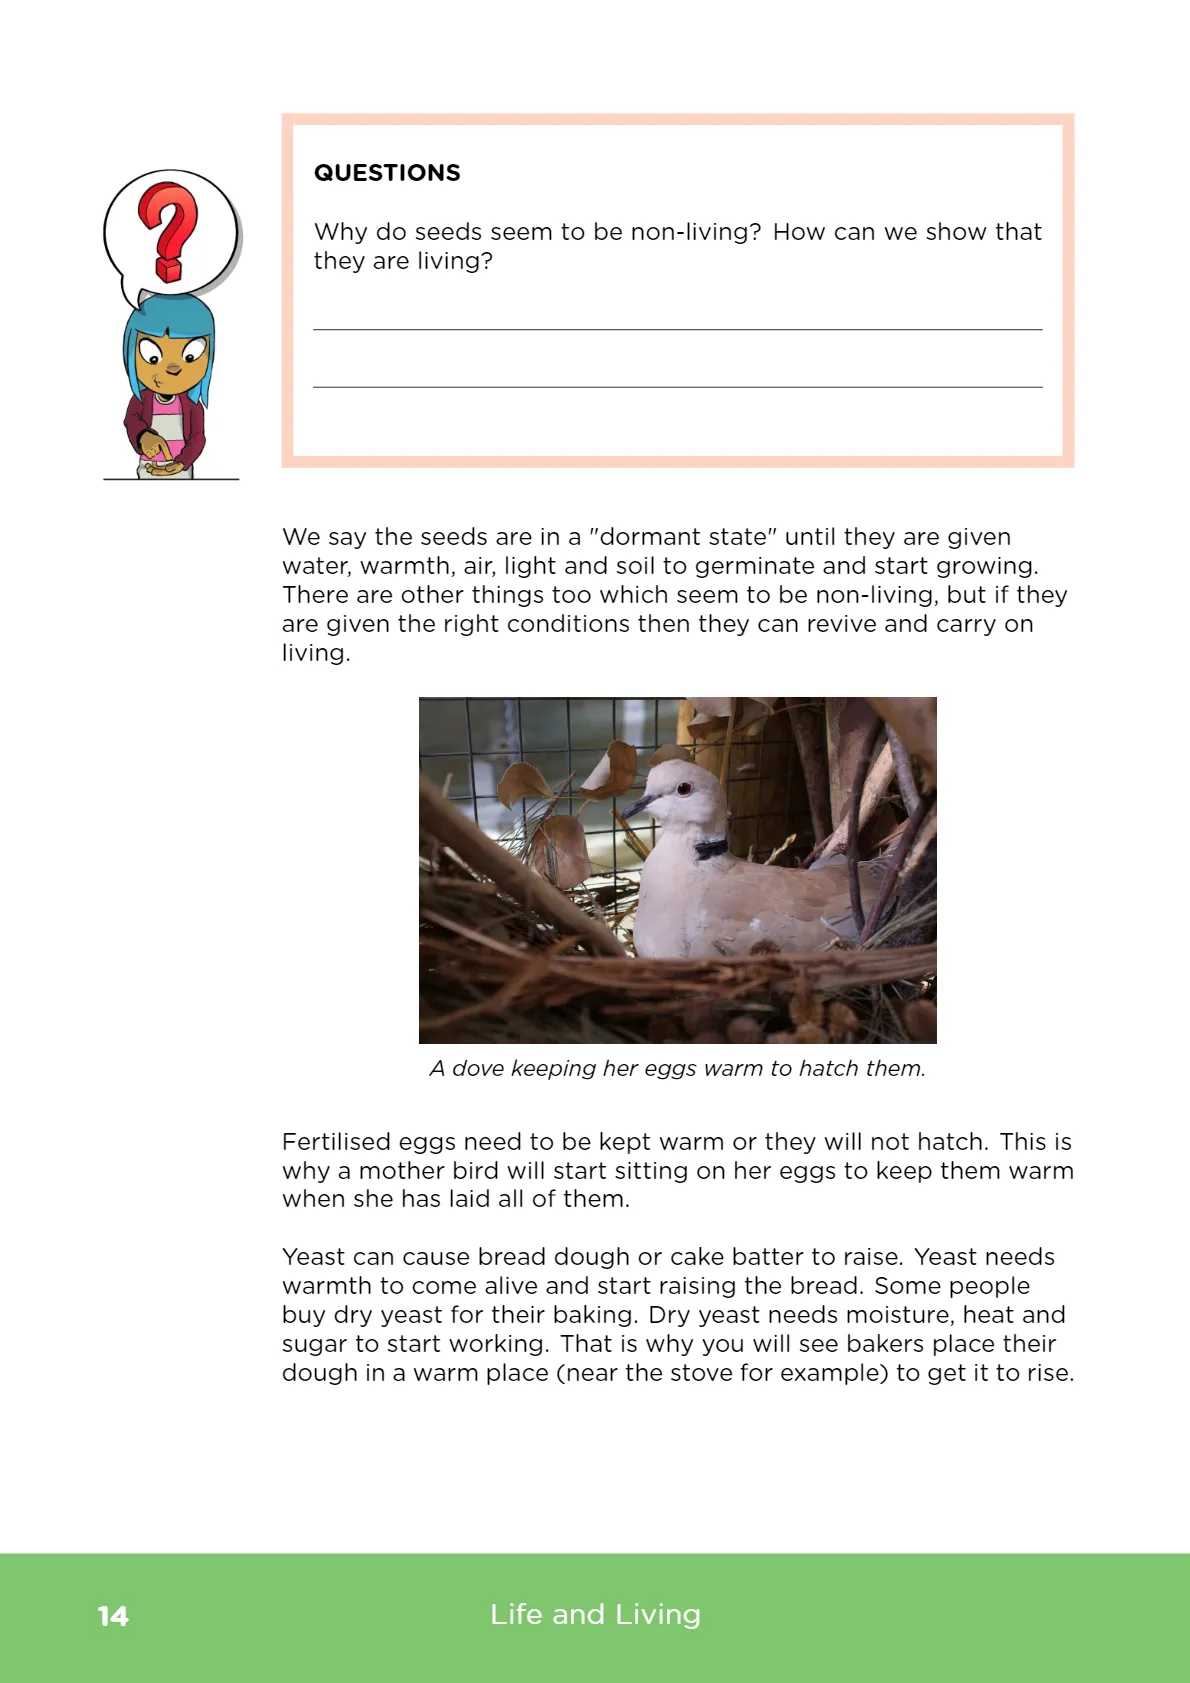 QUESTIONS
Why do seeds seem to be non-living? How can we show that
they are living?
We say the seeds are in a "dormant state" until they are given
water, warmth, air, light and soil to germinate and start growing.
There are other things too which seem to be non-living, but if they
are given the right conditions then they can revive and carry on
living.
A dove keeping her eggs warm to hatch them.
Fertilised eggs need to be kept warm or they will not hatch. This is
why a mother bird will start sitting on her eggs to keep them warm
when she has laid all of them.
Yeast can cause bread dough or cake batter to raise. Yeast needs
warmth to come alive and start raising the bread. Some people
buy dry yeast for their baking. Dry yeast needs moisture, heat and
sugar to start working. That is why you will see bakers place their
dough in a warm place (near the stove for example) to get it to rise.
14
Life and Living